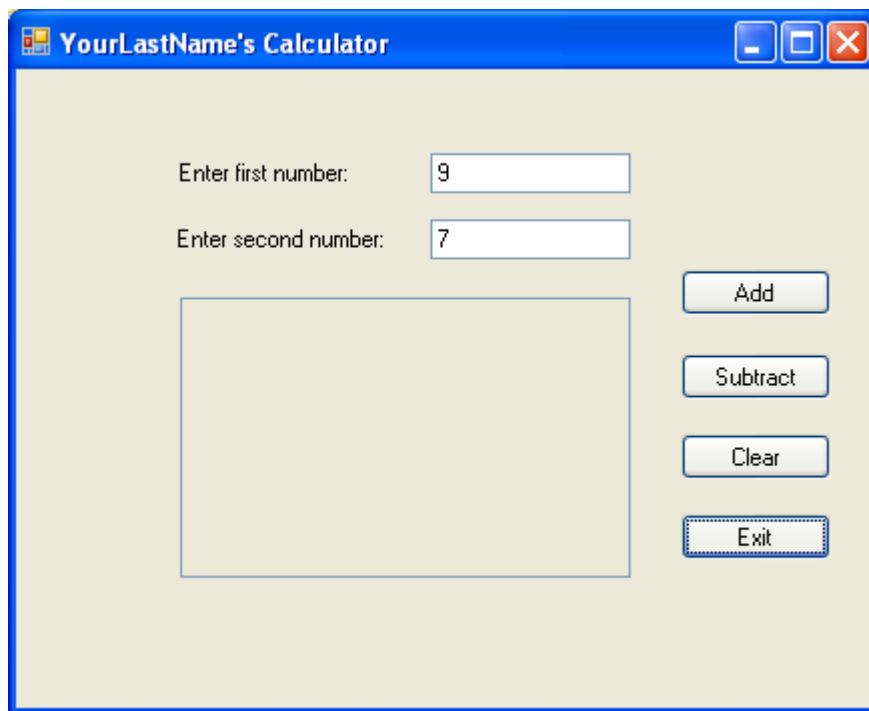 YourLastName's Calculator
Enter first number: 9
Enter second number: 7
Add
Subtract
Clear
Exit